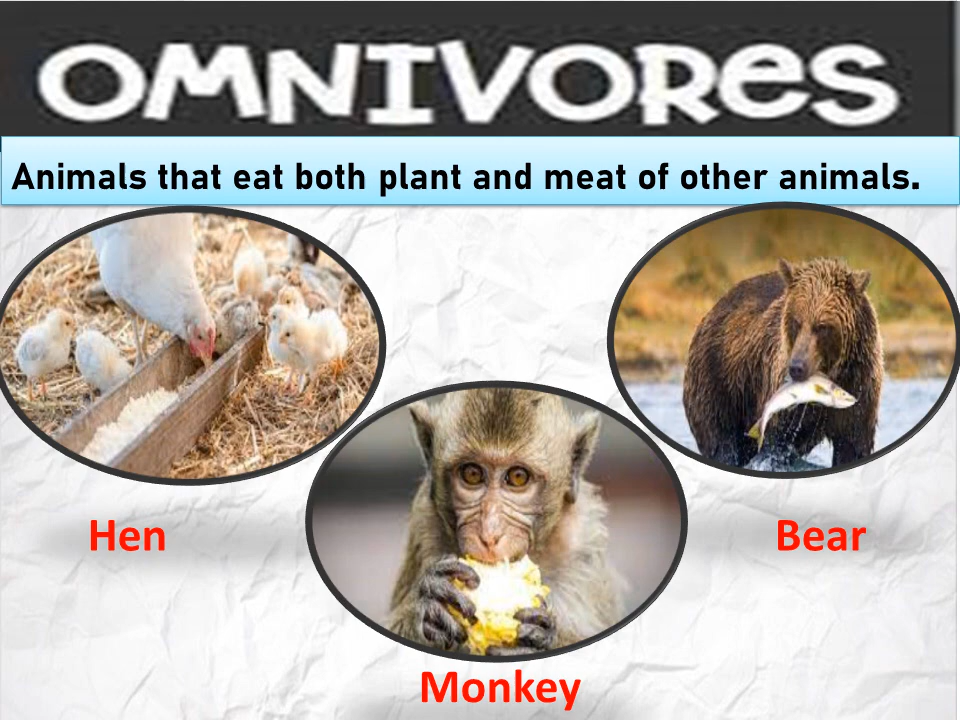 OMNIVORes
Animals that eat both plant and meat of other animals.
Hen
Bear
Monkey